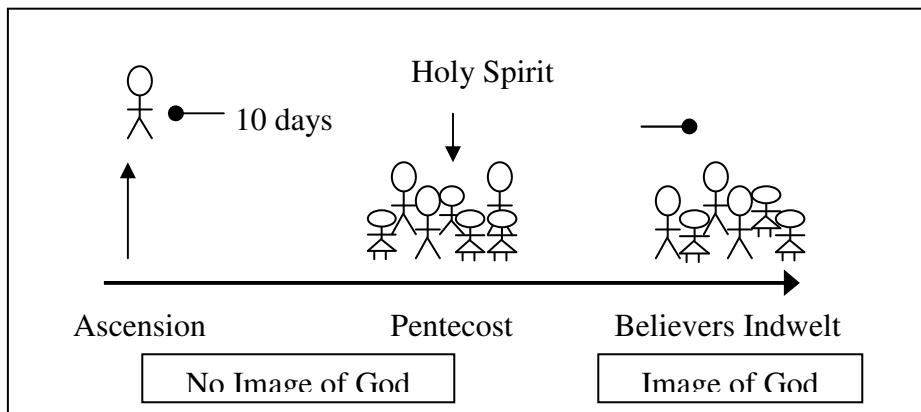 Holy Spirit
10 days
Ascension
Pentecost
Believers Indwelt
No Image of God
Image of God